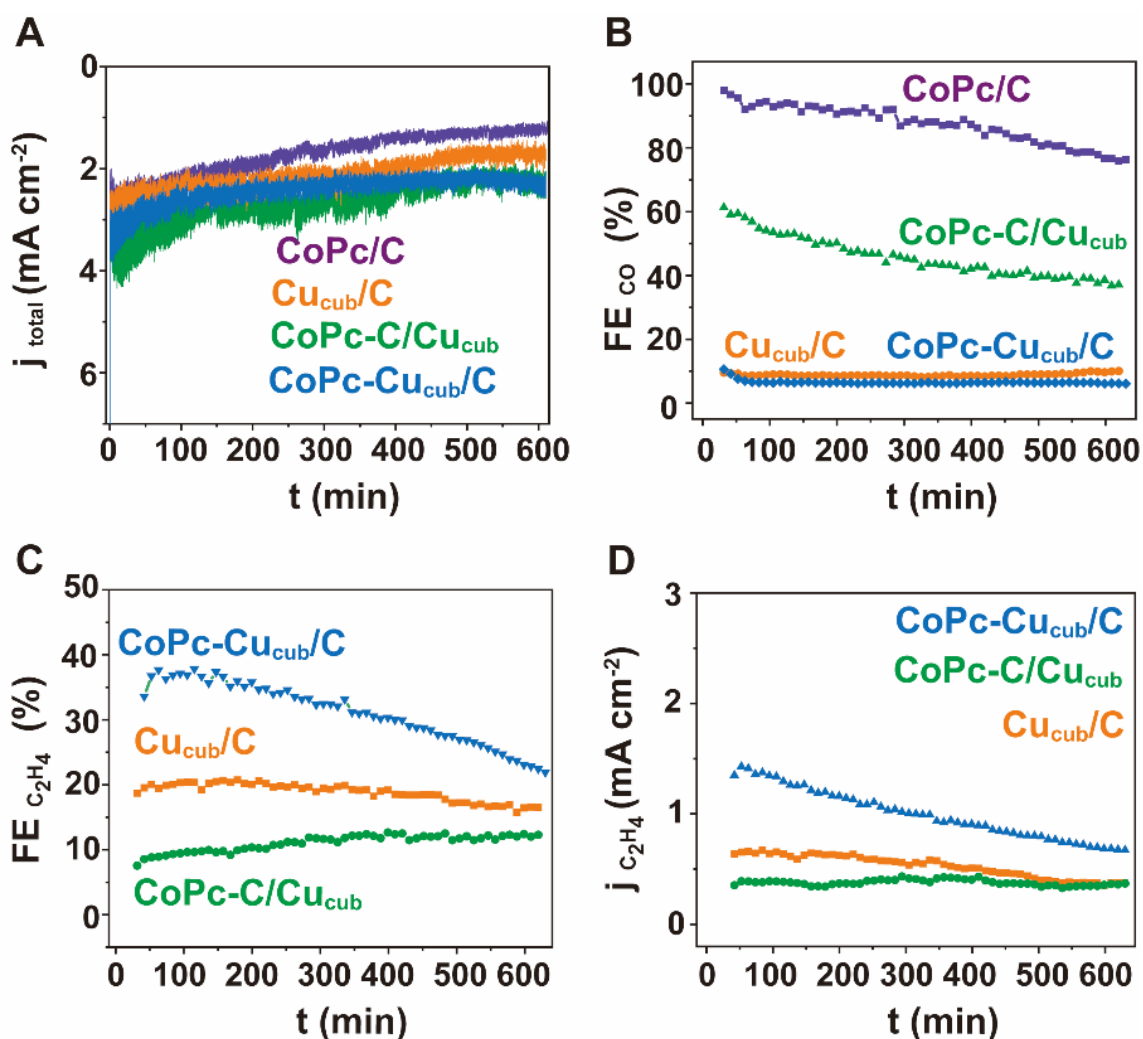 A
0
2
4
6
j total (mA cm-2)
CoPc/C
Cucub/C
CoPc-C/Cucub
CoPc-Cucub/C
0 100 200 300 400 500 600
t (min)
B
100
80
60
40
20
0
FE CO (%)
CoPc/C
CoPc-C/Cucub
Cucub/C CoPc-Cucub/C
0 100 200 300 400 500 600
t (min)
C
50
40
30
20
10
0
FE C2H4 (%)
CoPc-Cucub/C
Cucub/C
CoPc-C/Cucub
0 100 200 300 400 500 600
t (min)
D
3
2
1
0
j C2H4 (mA cm-2)
CoPc-Cucub/C
CoPc-C/Cucub
Cucub/C
0 100 200 300 400 500 600
t (min)